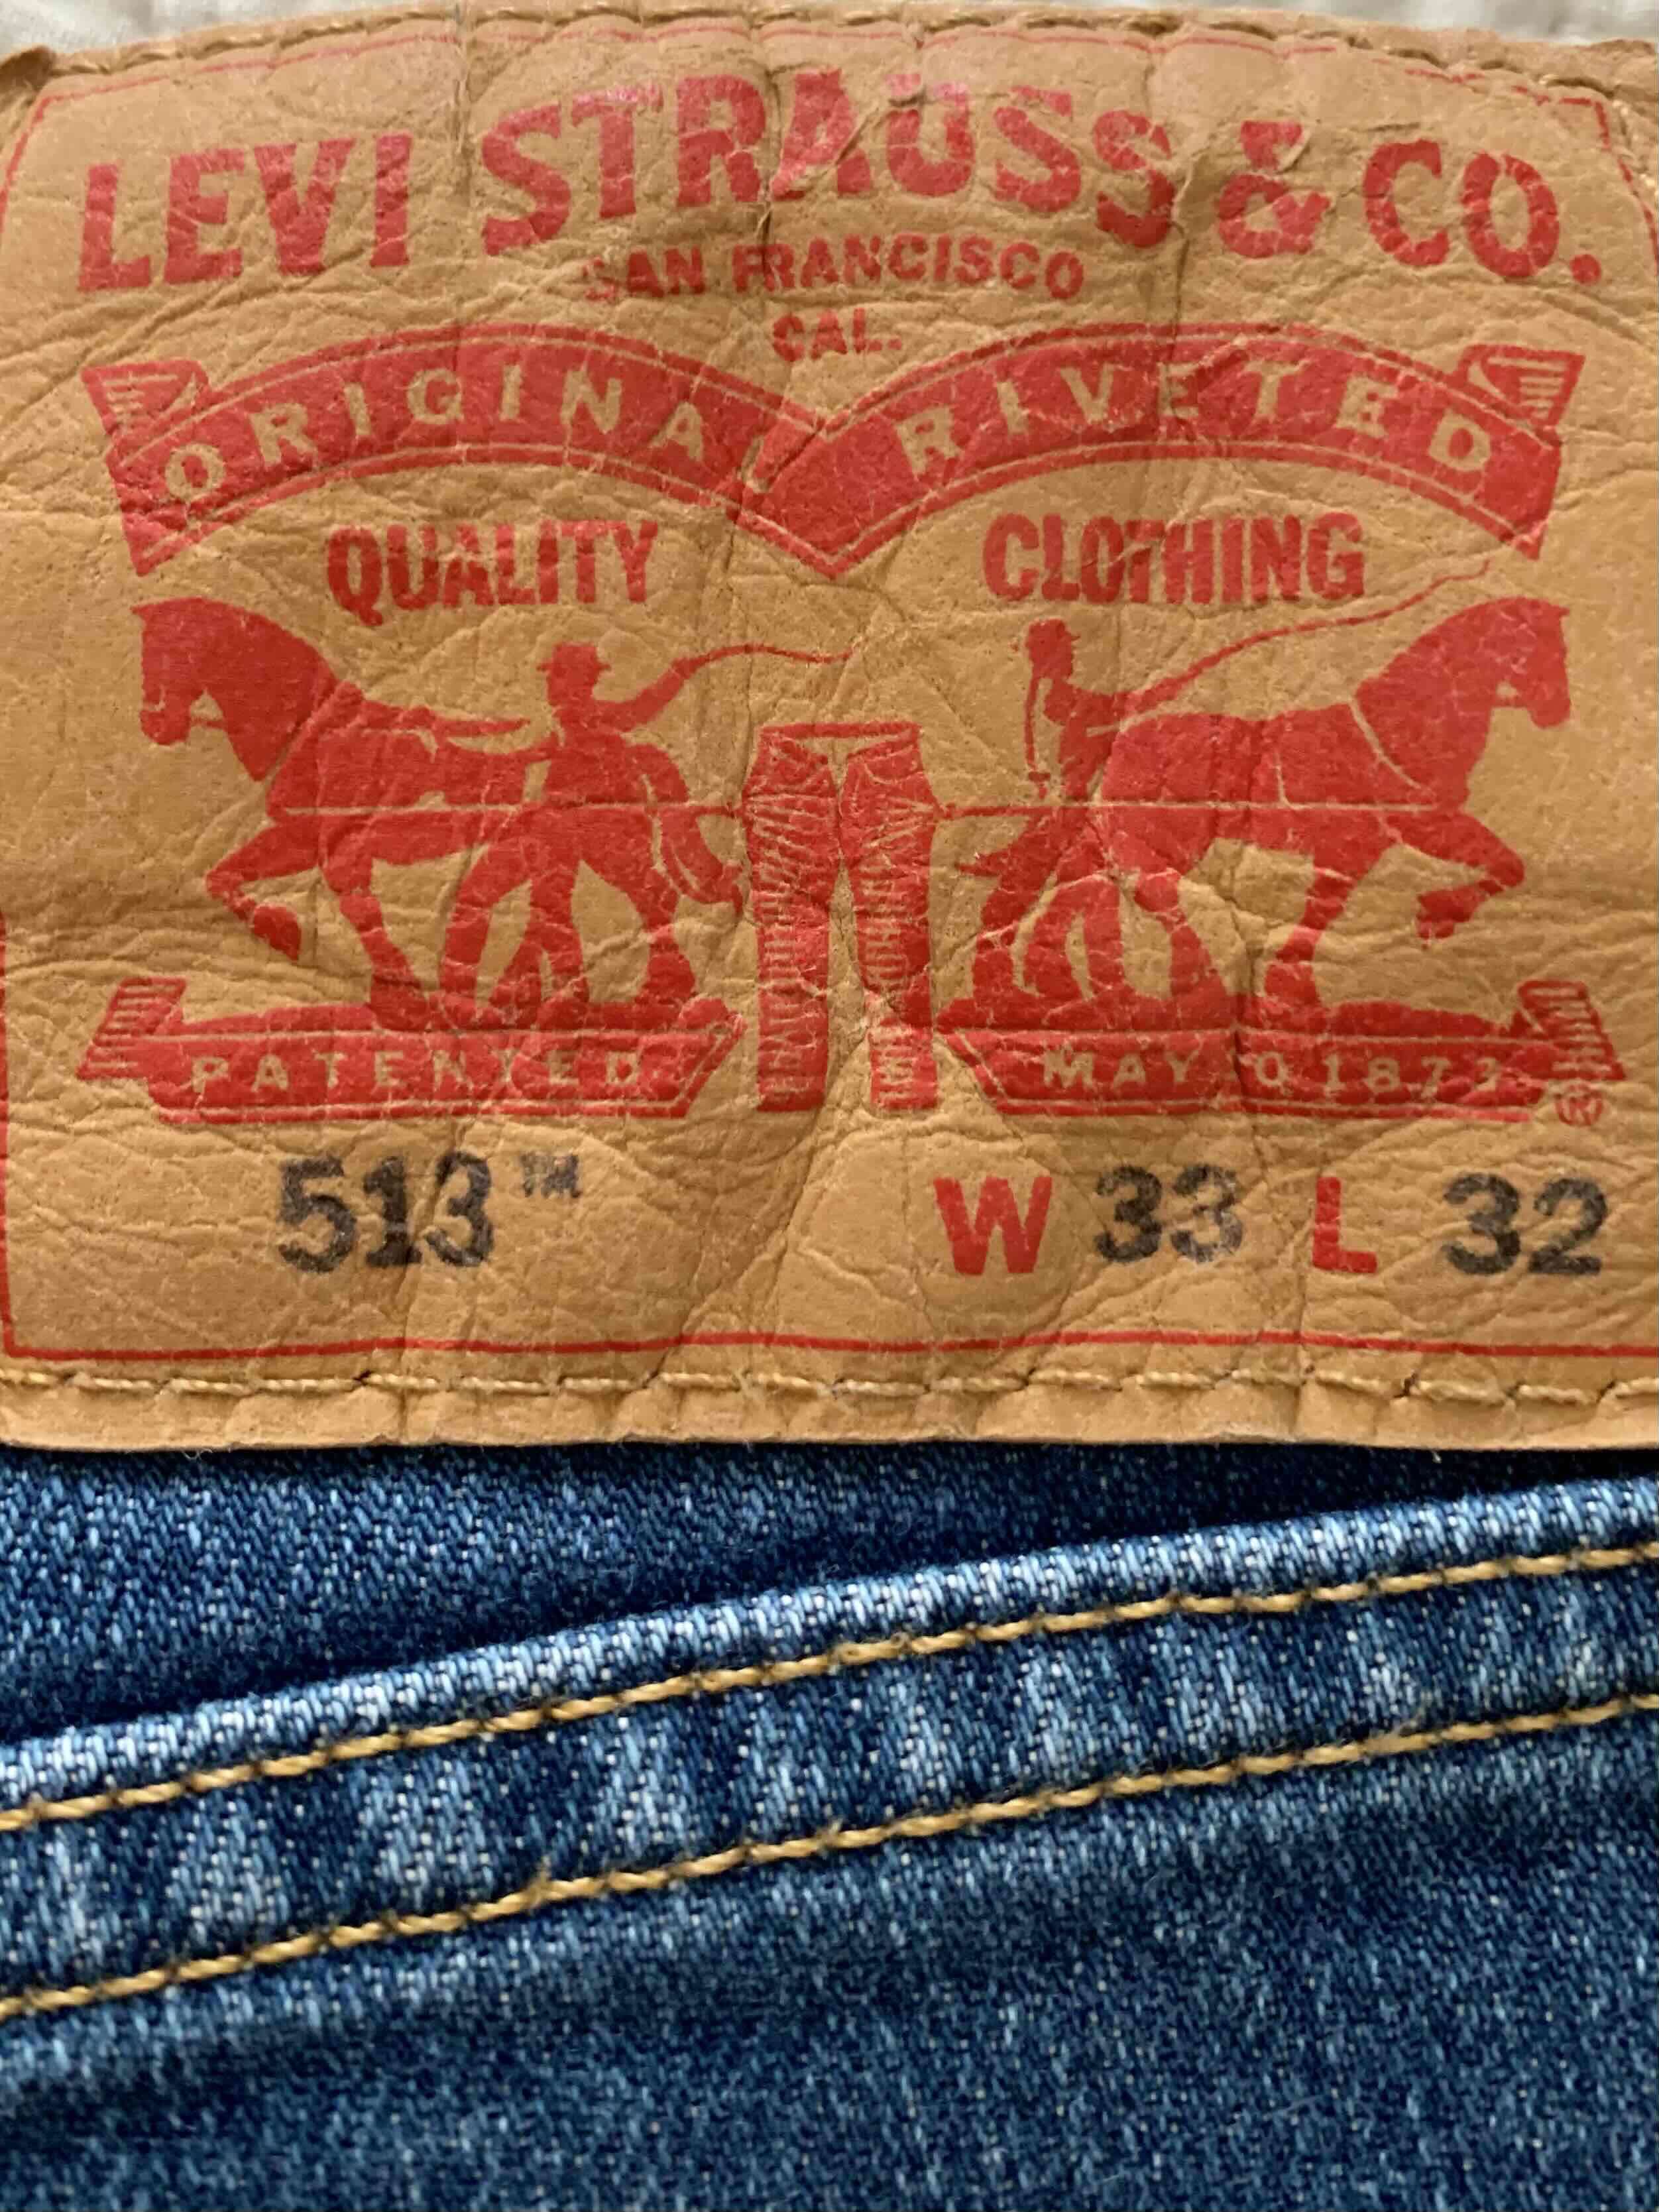 LEVI STRAUSS & CO.
SAN FRANCISCO
CAL.
ORIGINAL RIVETED
QUALITY CLOTHING
PATENTED MAY 20 1873 ®
513™ W 33 L 32